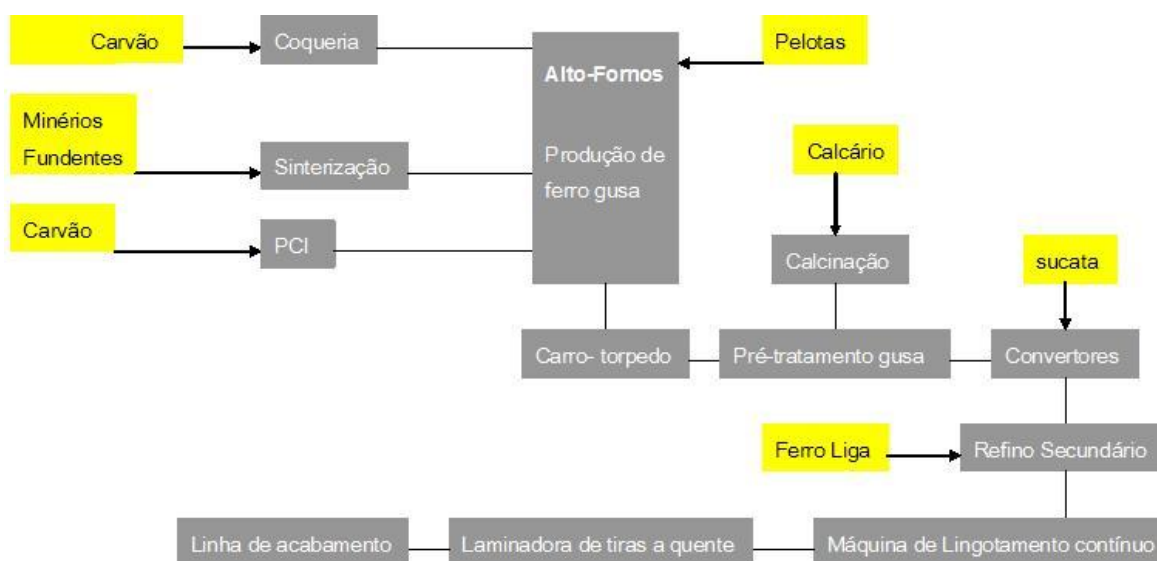 Carvão
Coqueria
Pelotas
Alto-Fornos
Minérios
Fundentes
Sinterização
Produção de
ferro gusa
Calcário
Carvão
PCI
Calcinação
sucata
Carro- torpedo
Pré-tratamento gusa
Convertores
Ferro Liga
Refino Secundário
Linha de acabamento
Laminadora de tiras a quente
Máquina de Lingotamento contínuo